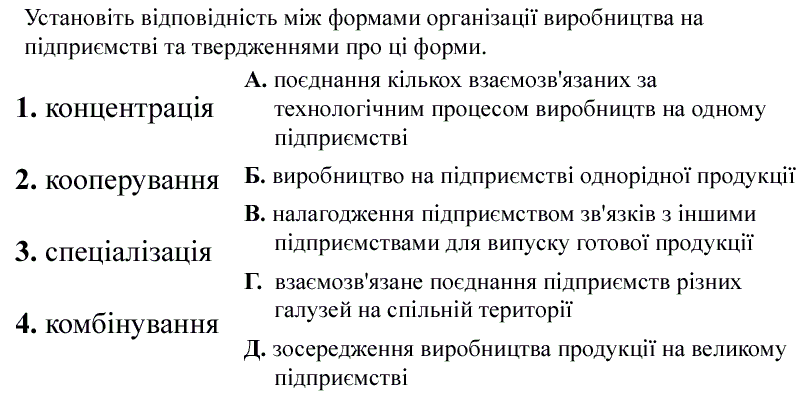 Установіть відповідність між формами організації виробництва на
підприємстві та твердженнями про ці форми.
1. концентрація
2. кооперування
3. спеціалізація
4. комбінування
А. поєднання кількох взаємозв'язаних за
технологічним процесом виробництв на одному
підприємстві
Б. виробництво на підприємстві однорідної продукції
В. налагодження підприємством зв'язків з іншими
підприємствами для випуску готової продукції
Г. взаємозв'язане поєднання підприємств різних
галузей на спільній території
Д. зосередження виробництва продукції на великому
підприємстві